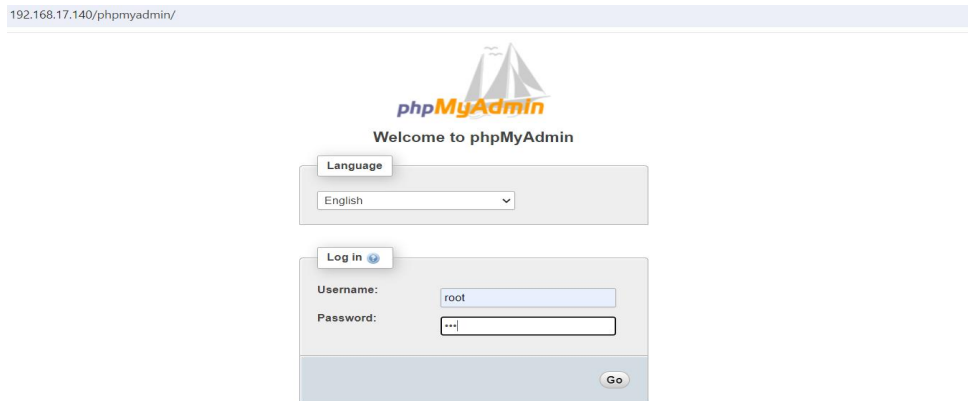 192.168.17.140/phpmyadmin/
phpMyAdmin
Welcome to phpMyAdmin
Language
English
Log in
Username:
root
Password:
•••
Go